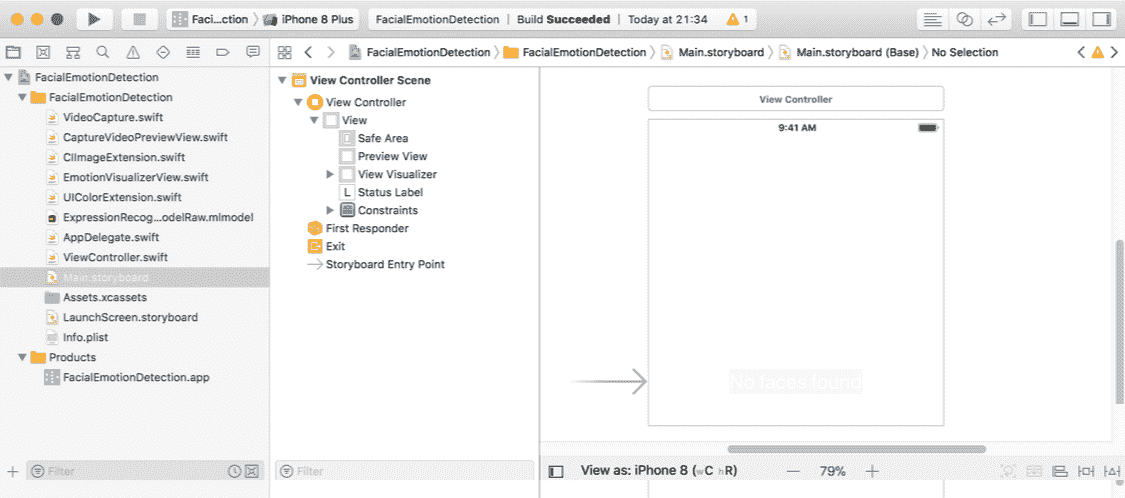 Faci...ction iPhone 8 Plus FacialEmotionDetection | Build Succeeded | Today at 21:34 1
FacialEmotionDetection FacialEmotionDetection Main.storyboard Main.storyboard (Base) No Selection
FacialEmotionDetection
FacialEmotionDetection
VideoCapture.swift
CaptureVideoPreviewView.swift
CIImageExtension.swift
EmotionVisualizerView.swift
UIColorExtension.swift
ExpressionRecog...odelRaw.mlmodel
AppDelegate.swift
ViewController.swift
Main.storyboard
Assets.xcassets
LaunchScreen.storyboard
Info.plist
Products
FacialEmotionDetection.app
Filter
View Controller Scene
View Controller
View
Safe Area
Preview View
View Visualizer
L Status Label
Constraints
First Responder
Exit
Storyboard Entry Point
Filter
View Controller
9:41 AM
No faces found
View as: iPhone 8 (wC hR) 79%